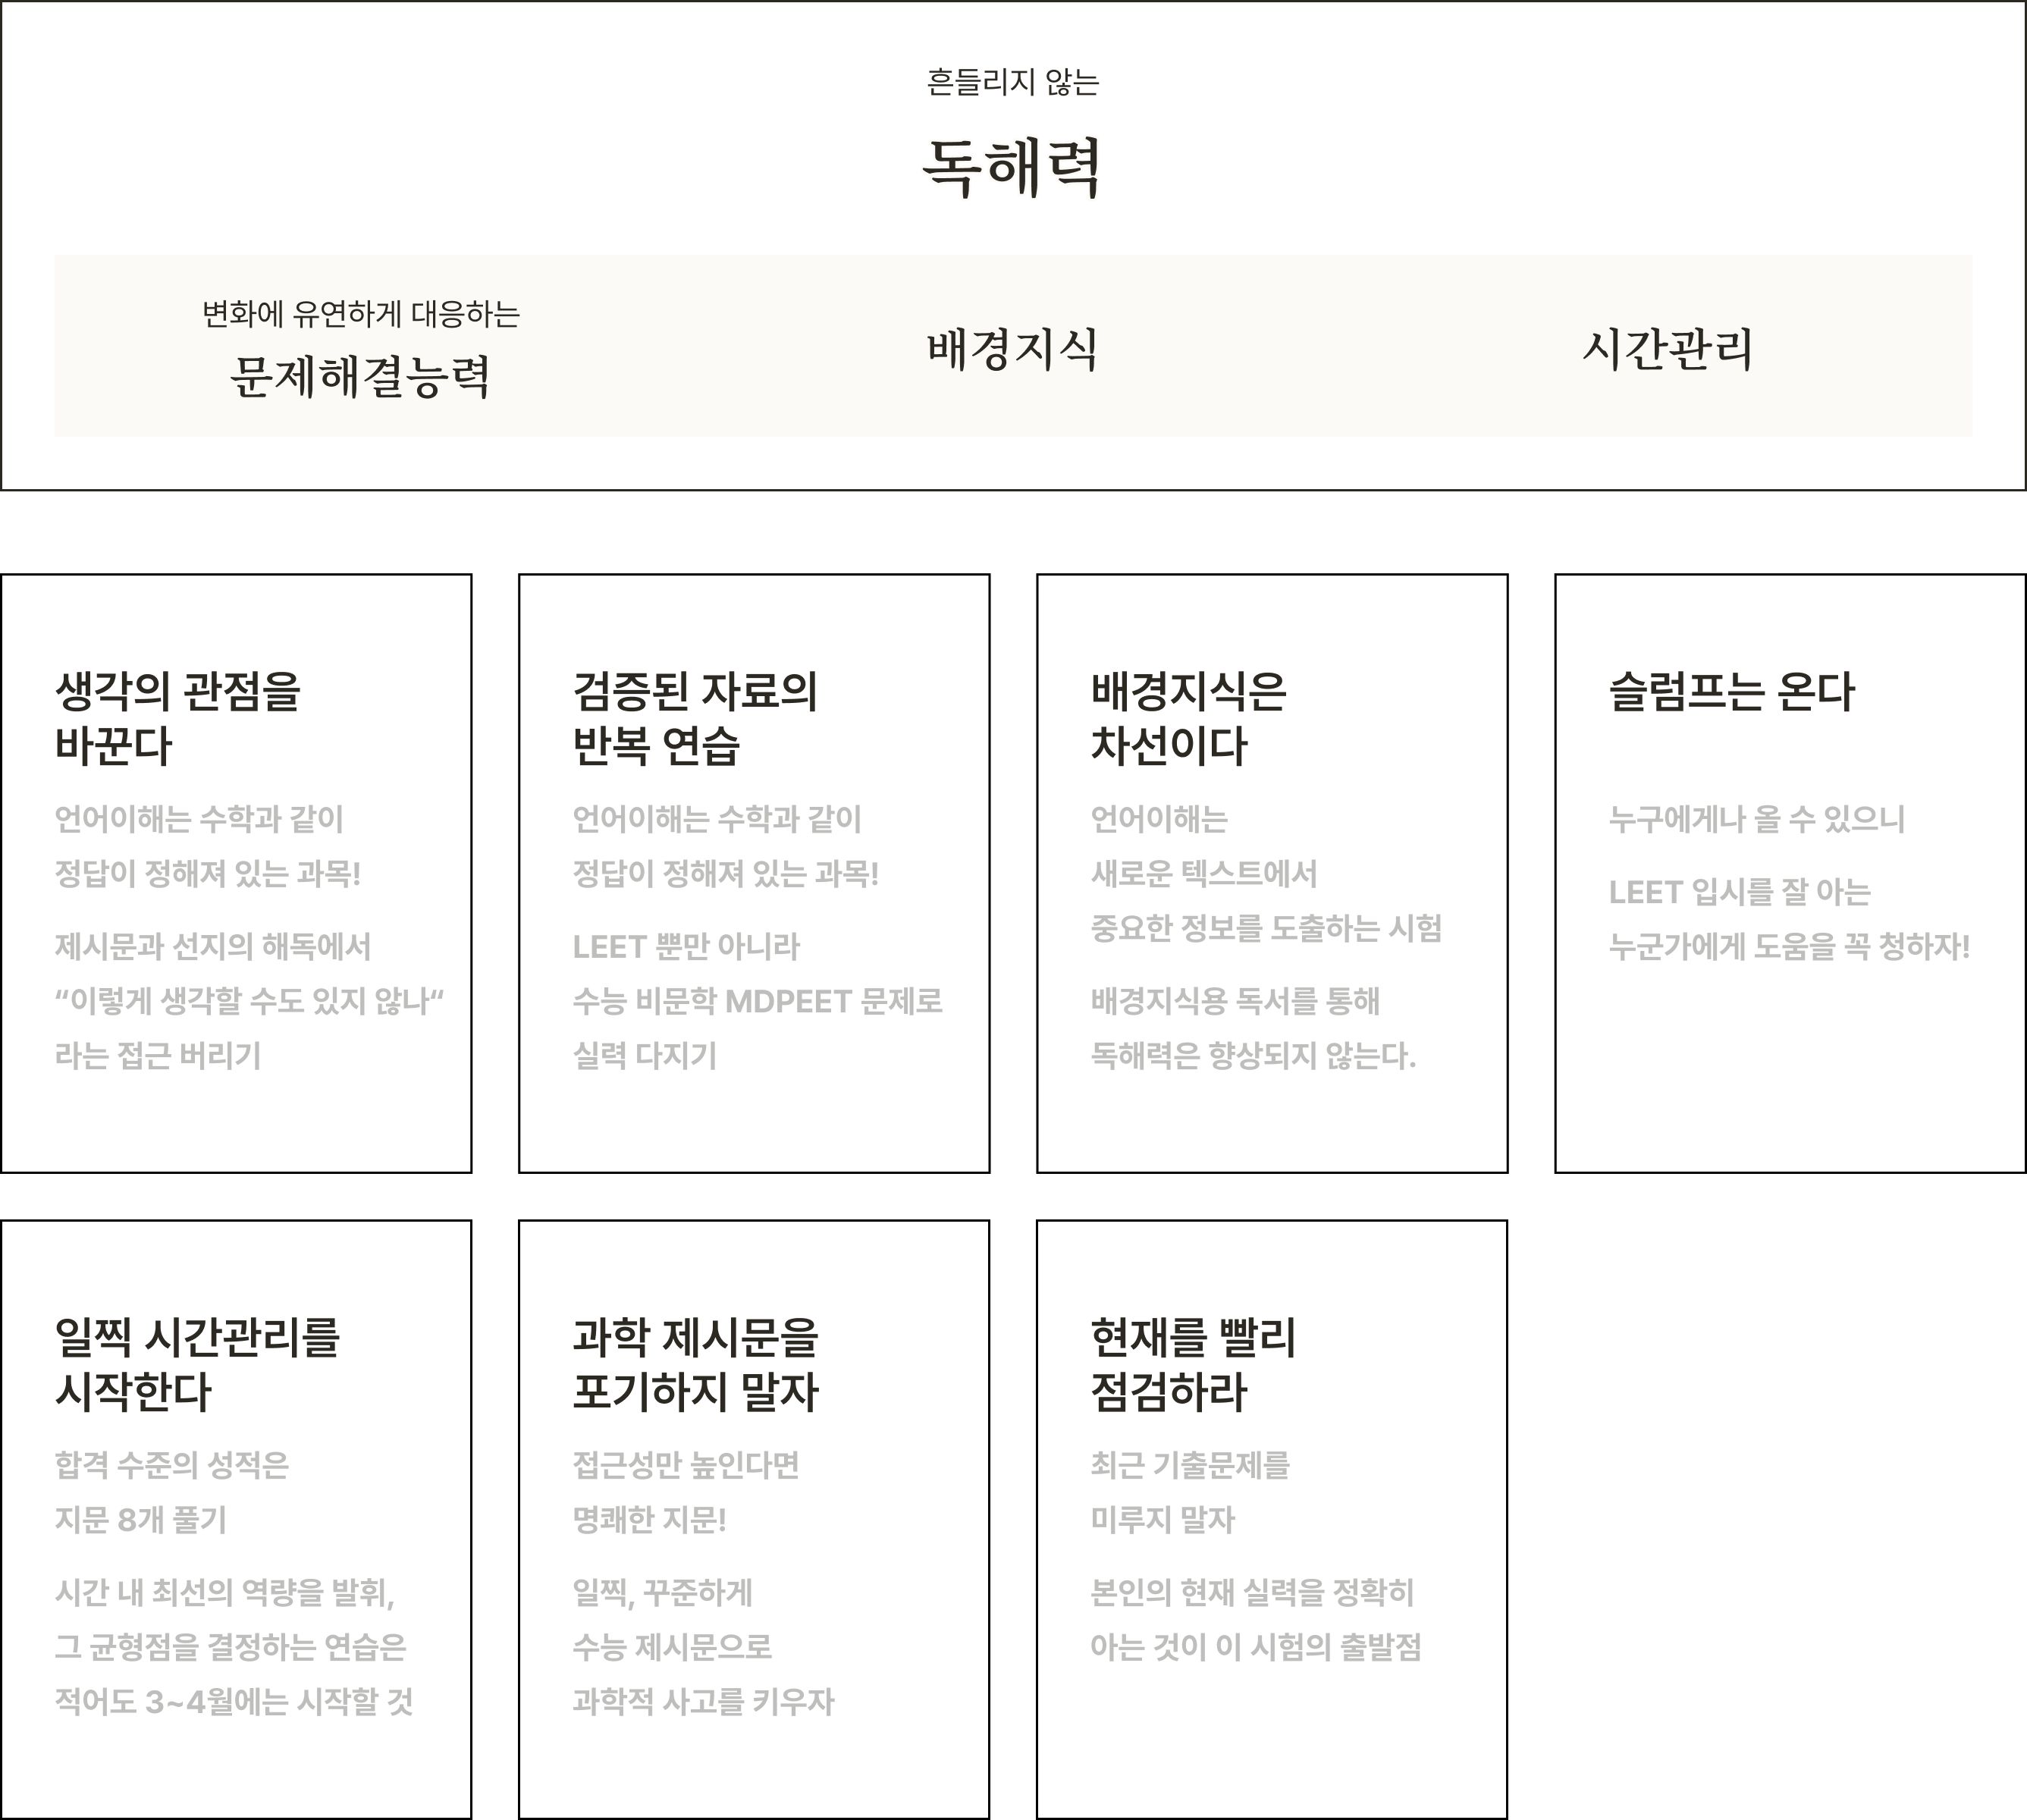 흔들리지 않는
독해력
변화에 유연하게 대응하는
문제해결능력
배경지식
시간관리
생각의 관점을
바꾼다
언어이해는 수학과 같이
정답이 정해져 있는 과목!
제시문과 선지의 해독에서
“이렇게 생각할 수도 있지 않나“
라는 접근 버리기
검증된 자료의
반복 연습
언어이해는 수학과 같이
정답이 정해져 있는 과목!
LEET 뿐만 아니라
수능 비문학 MDPEET 문제로
실력 다지기
배경지식은
차선이다
언어이해는
새로운 텍스트에서
중요한 정보를 도출하는 시험
배경지식용 독서를 통해
독해력은 향상되지 않는다.
슬럼프는 온다
누구에게나 올 수 있으니
LEET 입시를 잘 아는
누군가에게 도움을 꼭 청하자!
일찍 시간관리를
시작한다
합격 수준의 성적은
지문 8개 풀기
시간 내 최상의 역량을 발휘,
그 균형점을 결정하는 연습은
적어도 3~4월에는 시작할 것
과학 제시문을
포기하지 말자
접근성만 높인다면
명쾌한 지문!
일찍, 꾸준하게
수능 제시문으로
과학적 사고를 키우자
현재를 빨리
점검하라
최근 기출문제를
미루지 말자
본인의 현재 실력을 정확히
아는것이 이 시험의 출발점